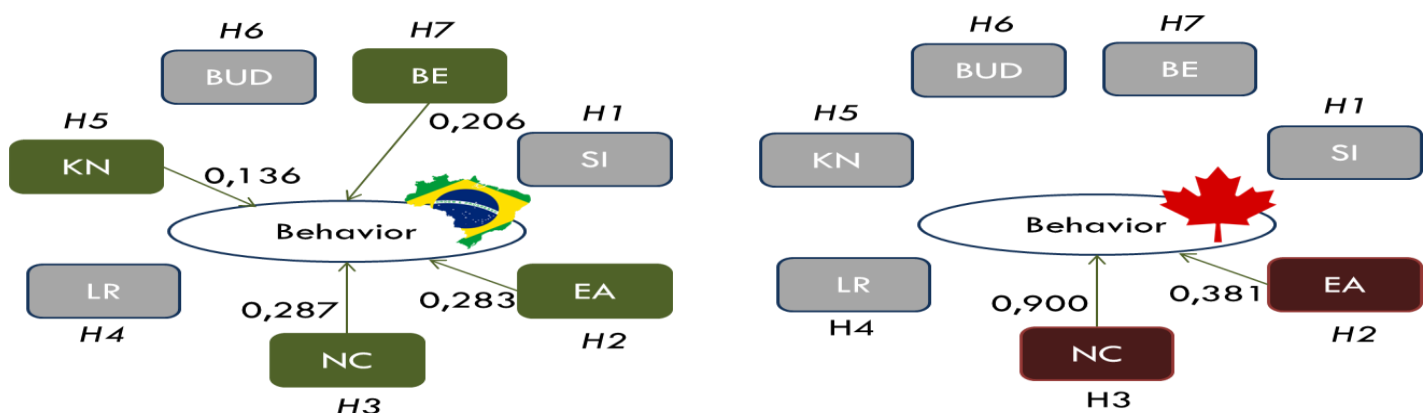 H6
H7
BUD
BE
H5
H1
0,206
KN
SI
0,136
Behavior
LR
0,283
EA
H4
0,287
H2
NC
H3
H6
H7
BUD
BE
H5
H1
KN
SI
Behavior
LR
0,381
EA
H4
0,900
H2
NC
H3